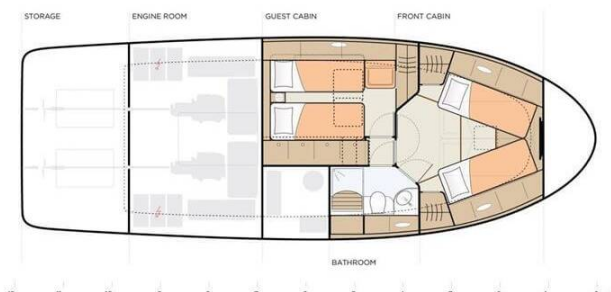 STORAGE
ENGINE ROOM
GUEST CABIN
FRONT CABIN
BATHROOM